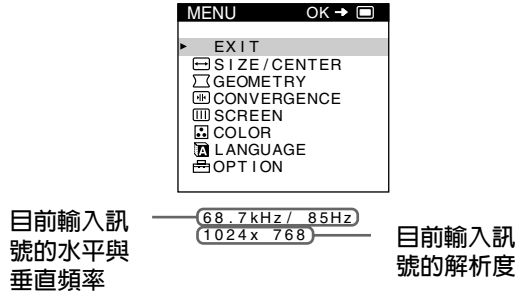 MENU OK
EXIT
SIZE/CENTER
GEOMETRY
CONVERGENCE
SCREEN
COLOR
LANGUAGE
OPTION
68.7kHz/ 85Hz
1024x 768
目前輸入訊
號的水平與
垂直頻率
目前輸入訊
號的解析度